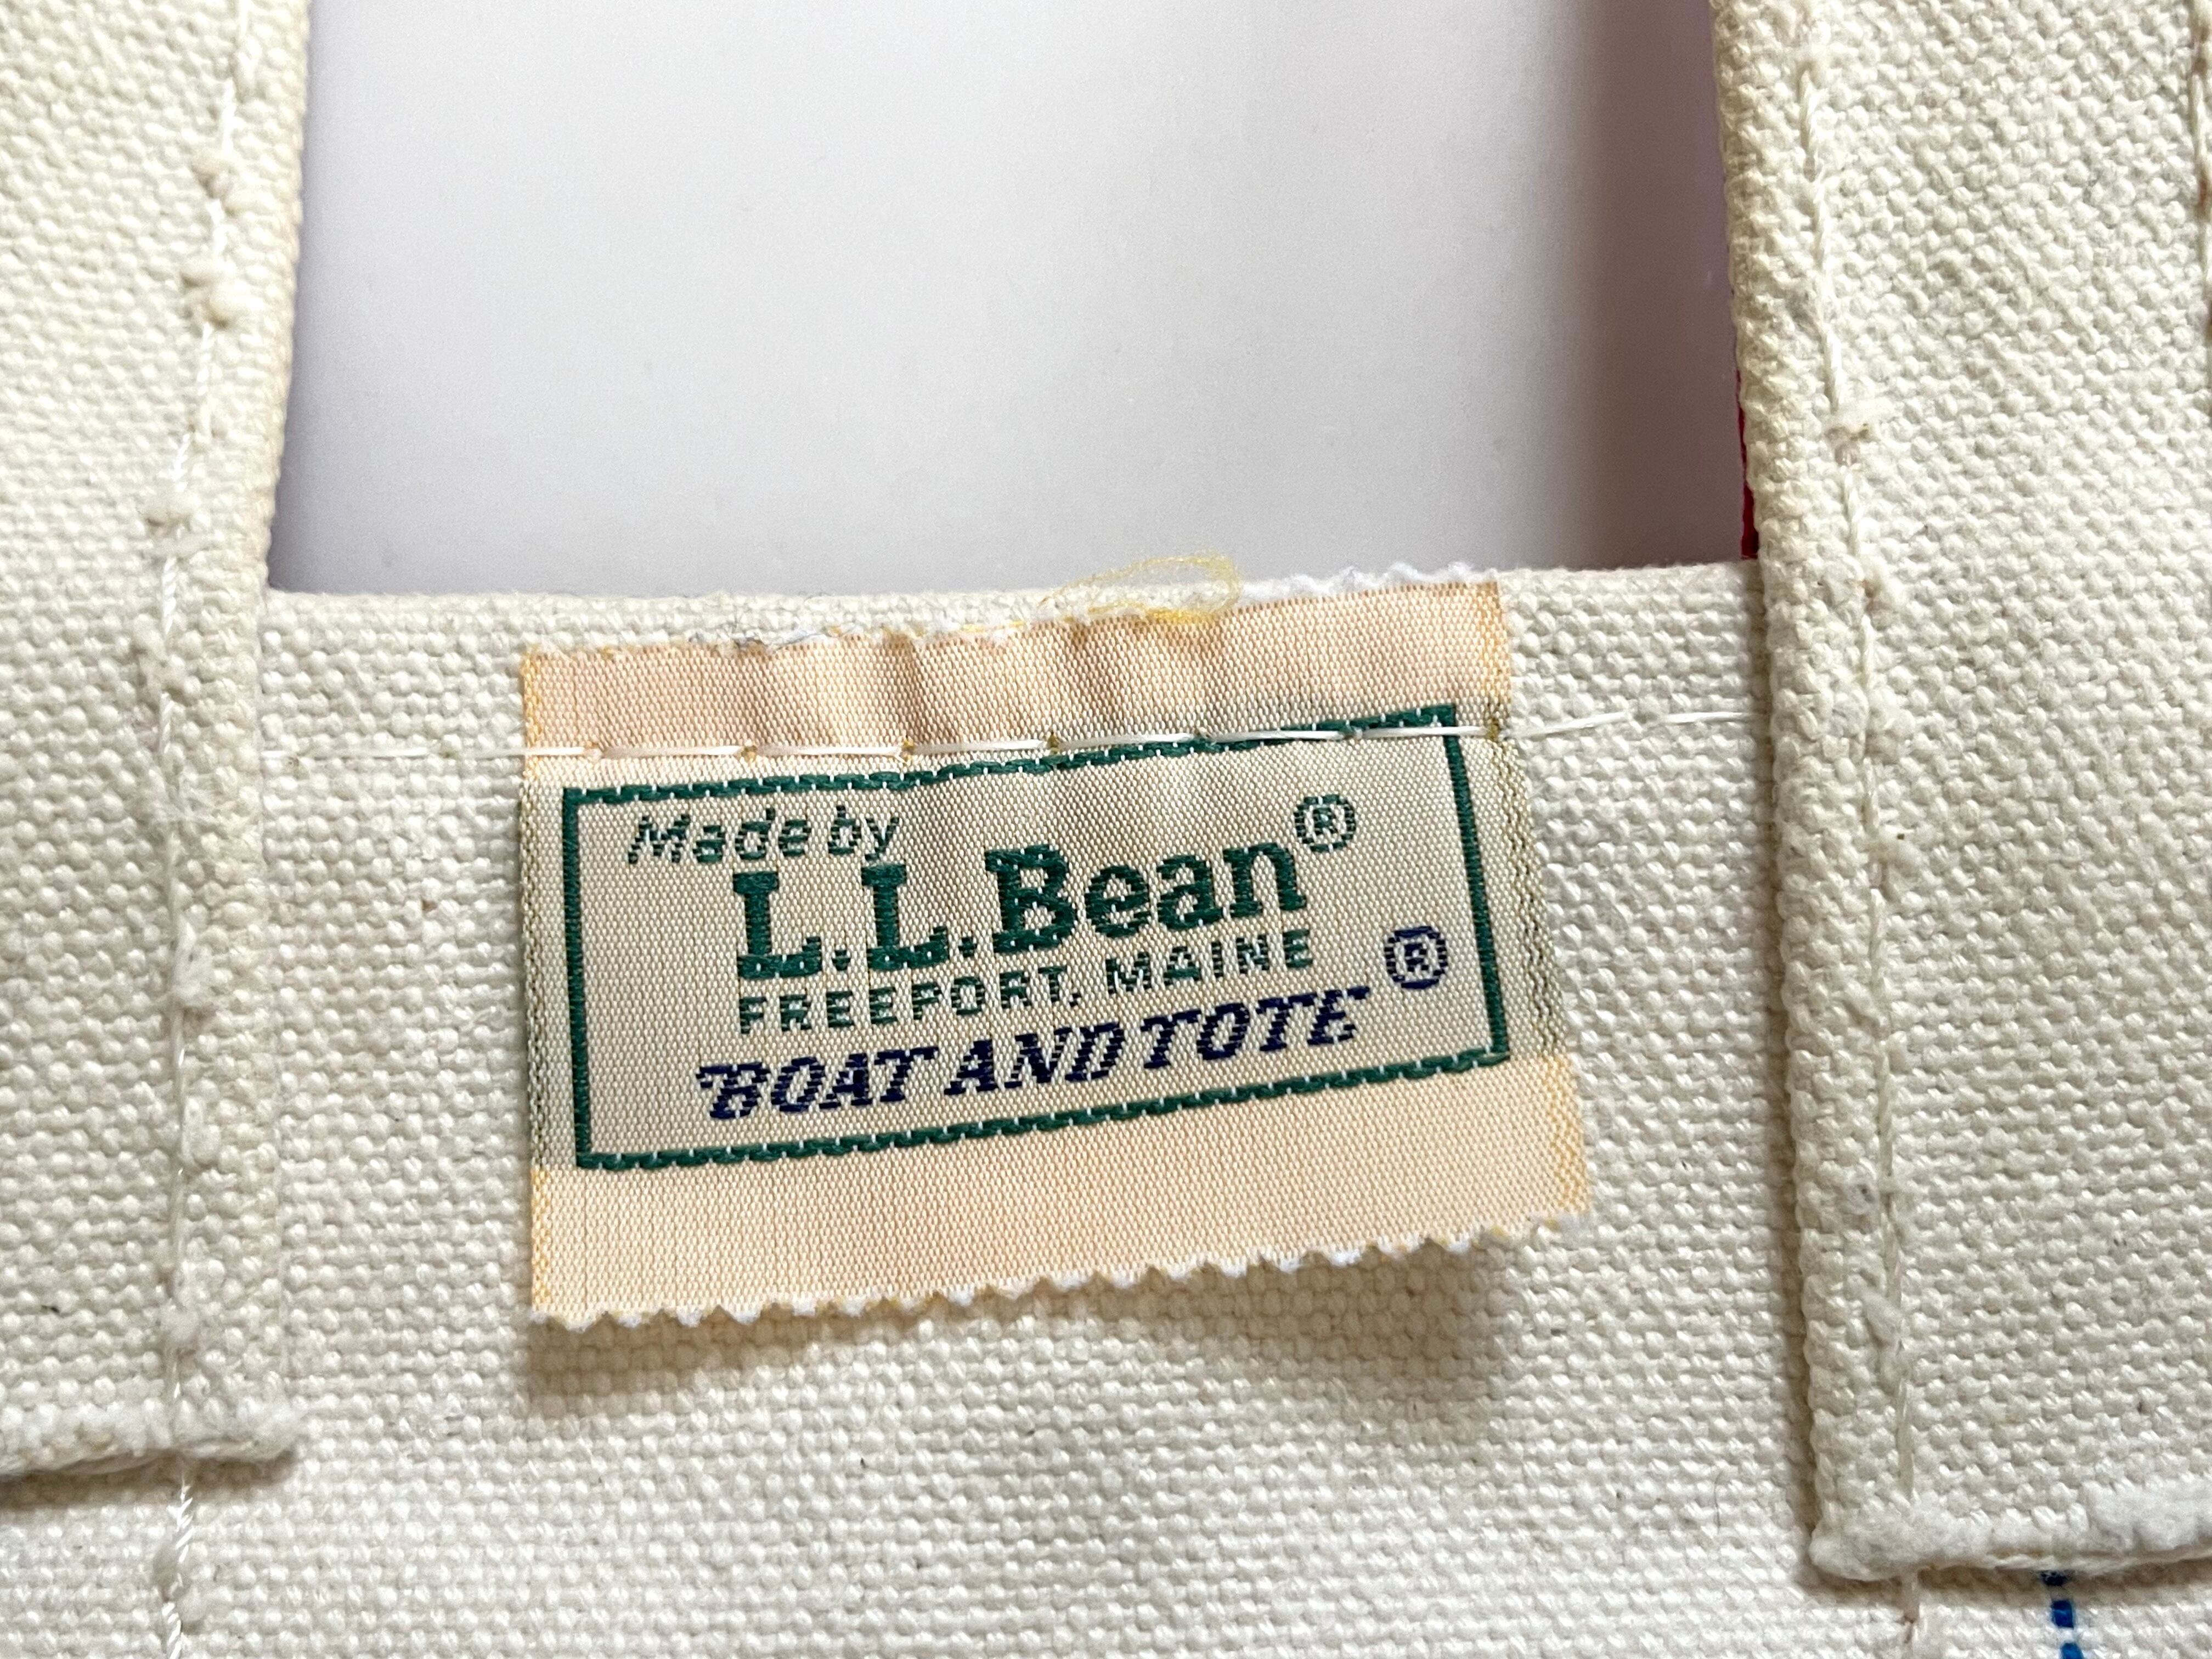 Made by
L.L.Bean®
FREEPORT, MAINE
BOAT AND TOTE®